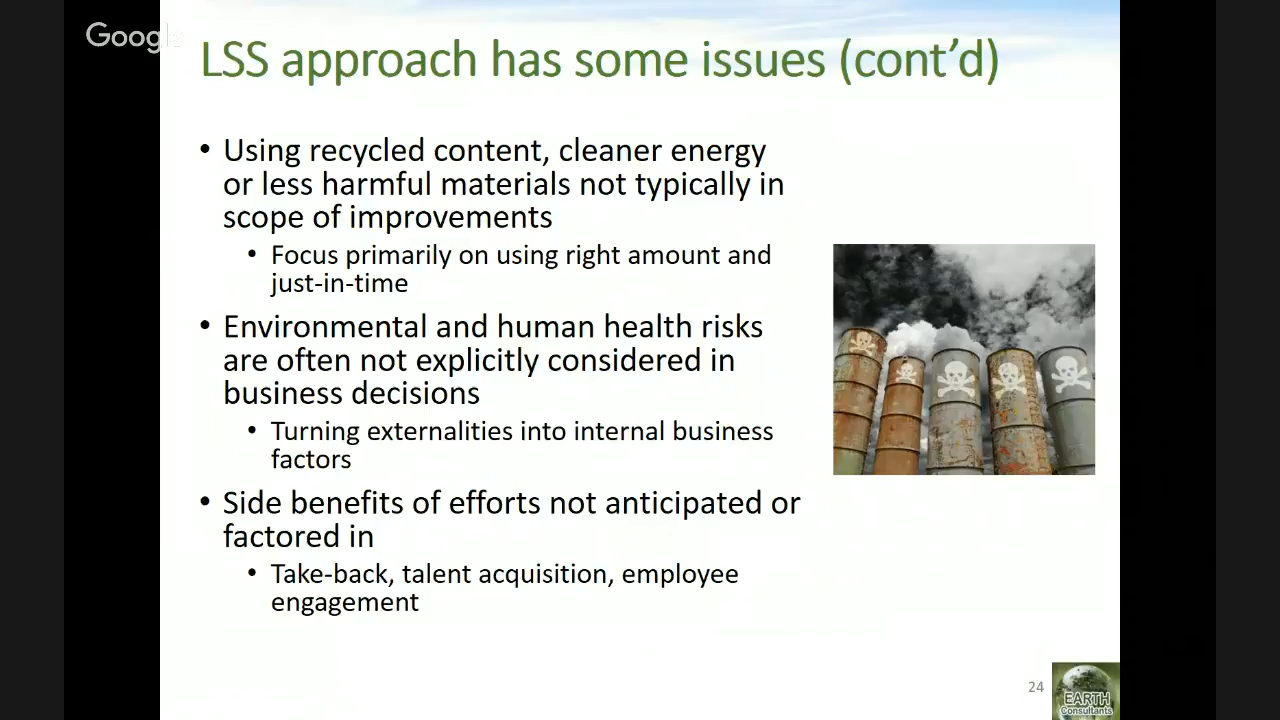 Google
LSS approach has some issues (cont’d)
• Using recycled content, cleaner energy
or less harmful materials not typically in
scope of improvements
• Focus primarily on using right amount and
just-in-time
• Environmental and human health risks
are often not explicitly considered in
business decisions
• Turning externalities into internal business
factors
• Side benefits of efforts not anticipated or
factored in
• Take-back, talent acquisition, employee
engagement
24
EARTH
Consultants